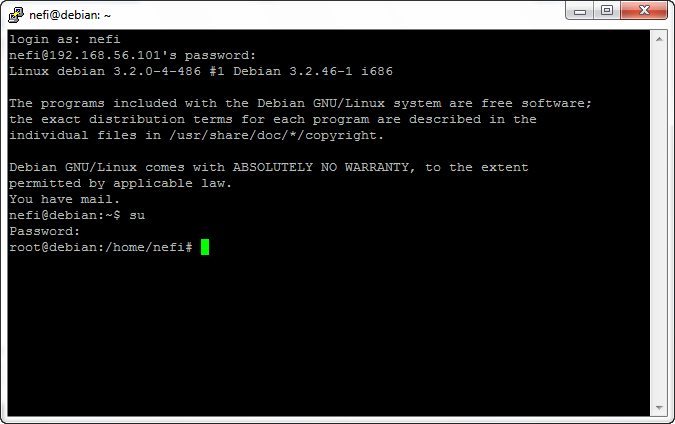 nefi@debian: ~
login as: nefi
nefi@192.168.56.101's password:
Linux debian 3.2.0-4-486 #1 Debian 3.2.46-1 i686
The programs included with the Debian GNU/Linux system are free software;
the exact distribution terms for each program are described in the
individual files in /usr/share/doc/*/copyright.
Debian GNU/Linux comes with ABSOLUTELY NO WARRANTY, to the extent
permitted by applicable law.
You have mail.
nefi@debian:~$ su
Password:
root@debian:/home/nefi#